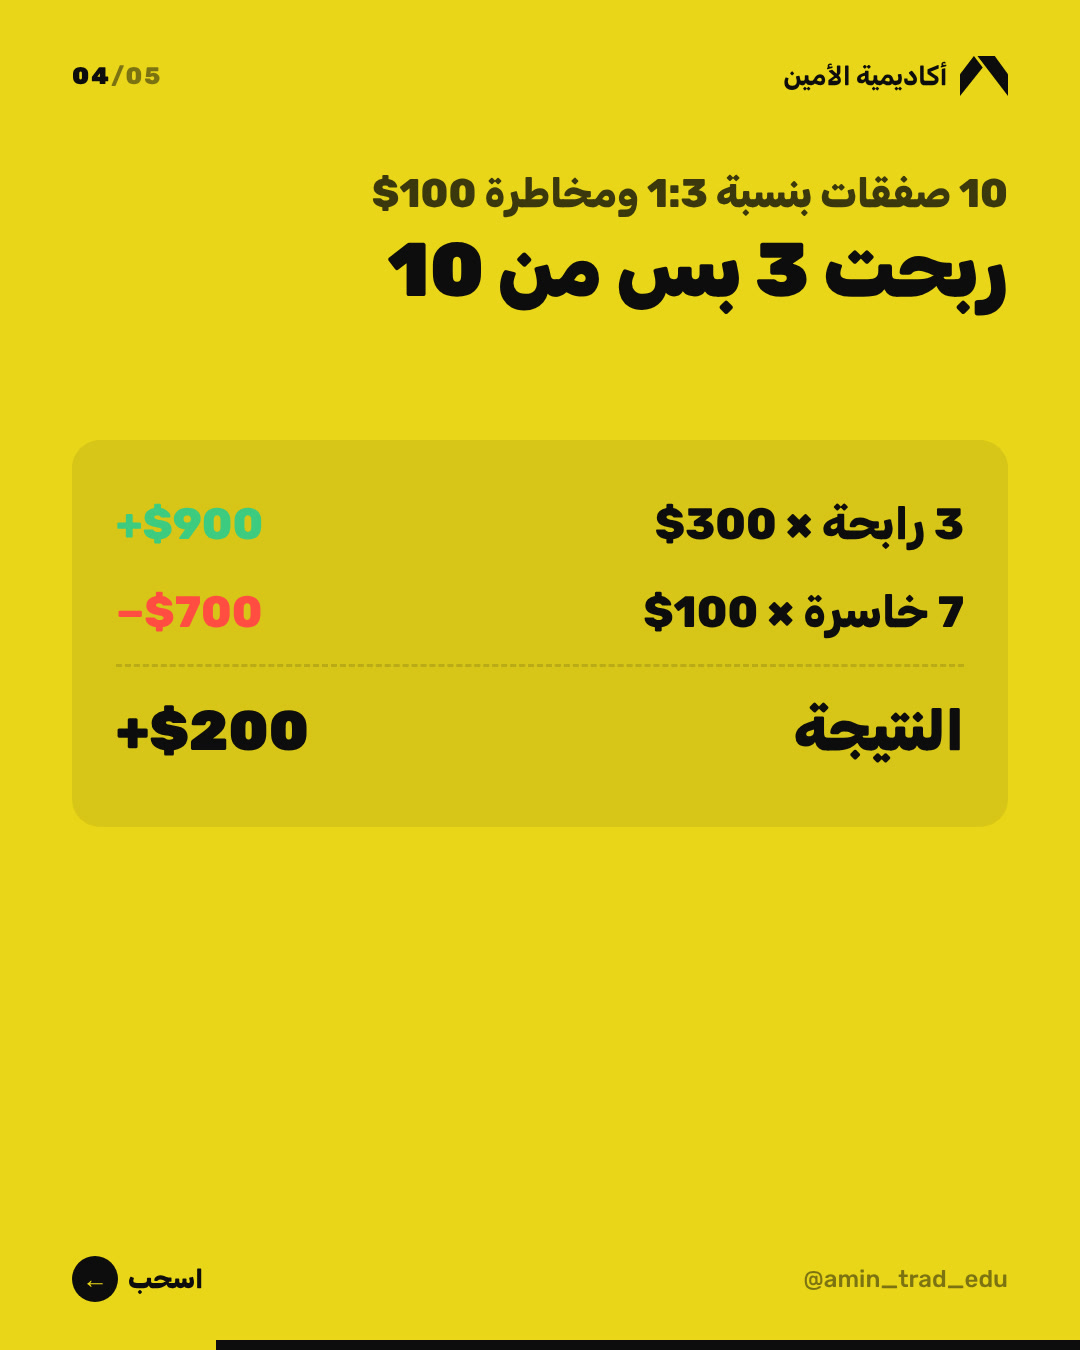 أكاديمية الأمين
04/05
10 صفقات بنسبة 1:3 ومخاطرة 100$
ربحت 3 بس من 10
3 رابحة × 300$ +$900
7 خاسرة × 100$ −$700
النتيجة +$200
@amin_trad_edu
اسحب ←